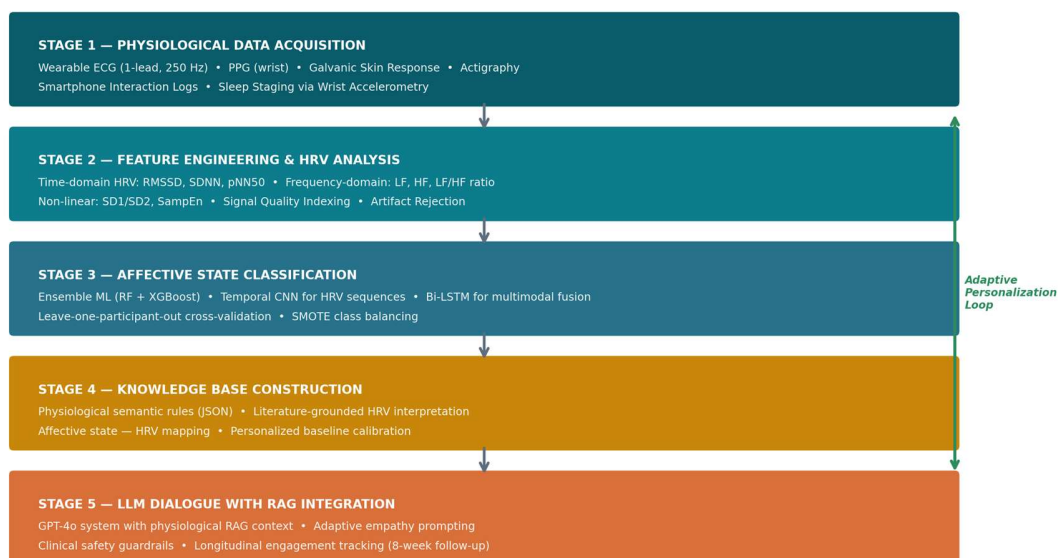 STAGE 1 — PHYSIOLOGICAL DATA ACQUISITION
Wearable ECG (1-lead, 250 Hz) • PPG (wrist) • Galvanic Skin Response • Actigraphy
Smartphone Interaction Logs • Sleep Staging via Wrist Accelerometry
STAGE 2 — FEATURE ENGINEERING & HRV ANALYSIS
Time-domain HRV: RMSSD, SDNN, pNN50 • Frequency-domain: LF, HF, LF/HF ratio
Non-linear: SD1/SD2, SampEn • Signal Quality Indexing • Artifact Rejection
STAGE 3 — AFFECTIVE STATE CLASSIFICATION
Ensemble ML (RF + XGBoost) • Temporal CNN for HRV sequences • Bi-LSTM for multimodal fusion
Leave-one-participant-out cross-validation • SMOTE class balancing
Adaptive
Personalization
Loop
STAGE 4 — KNOWLEDGE BASE CONSTRUCTION
Physiological semantic rules (JSON) • Literature-grounded HRV interpretation
Affective state — HRV mapping • Personalized baseline calibration
STAGE 5 — LLM DIALOGUE WITH RAG INTEGRATION
GPT-4o system with physiological RAG context • Adaptive empathy prompting
Clinical safety guardrails • Longitudinal engagement tracking (8-week follow-up)